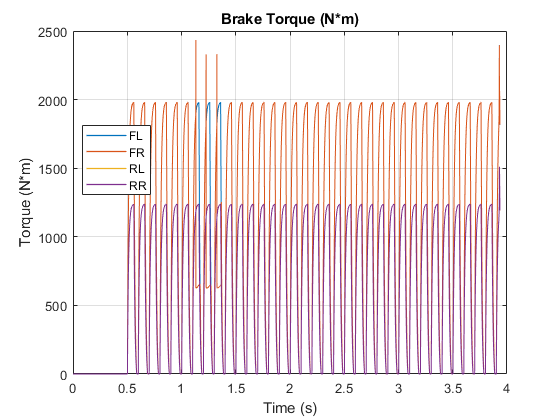 Brake Torque (N*m)
2500
2000
1500
1000
500
0
Torque (N*m)
FL
FR
RL
RR
0 0.5 1 1.5 2 2.5 3 3.5 4
Time (s)